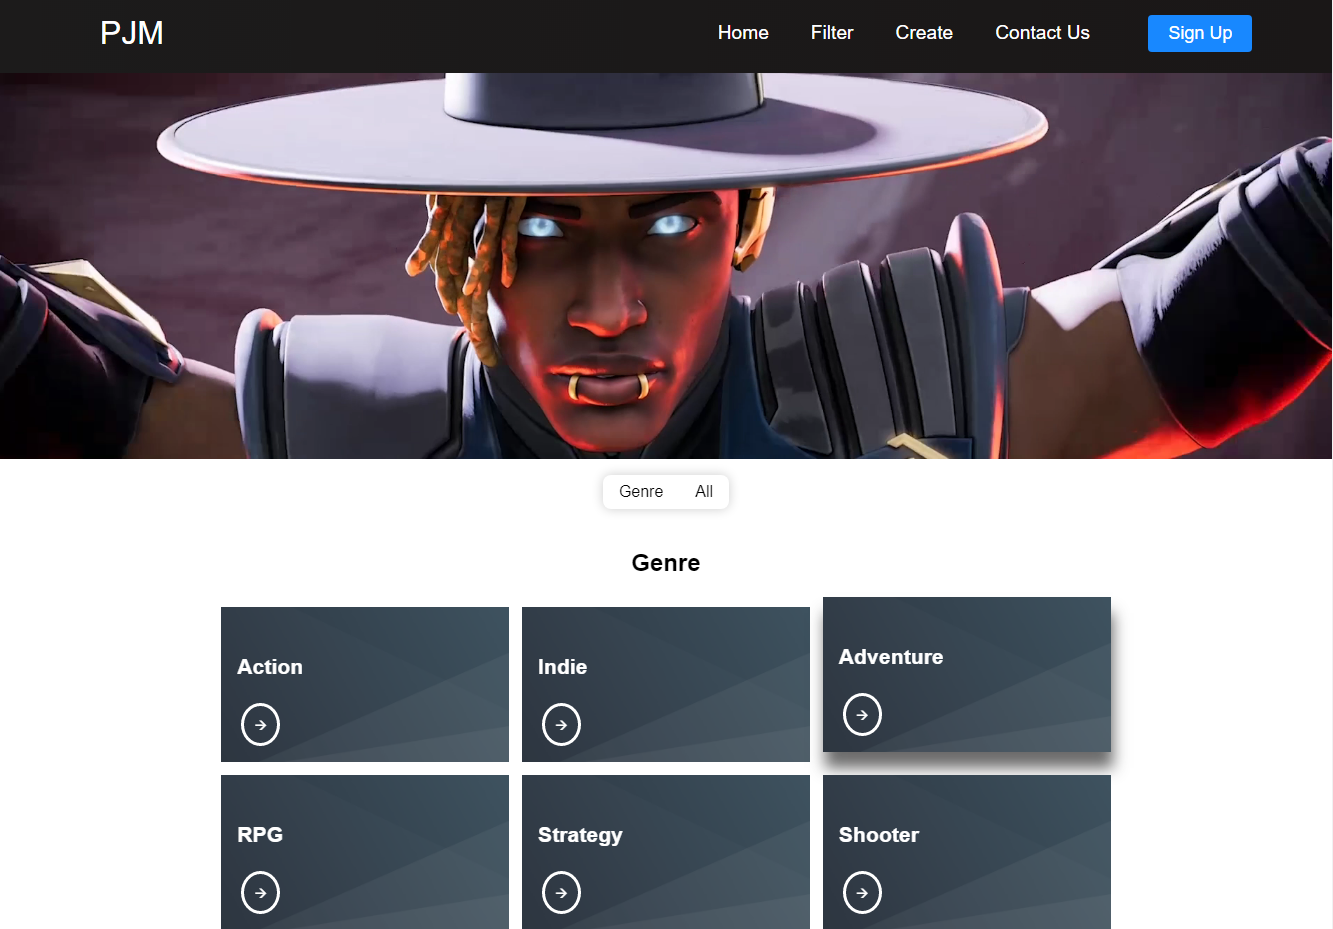 PJM
Home Filter Create Contact Us Sign Up
Genre All
Genre
Action Indie Adventure
RPG Strategy Shooter